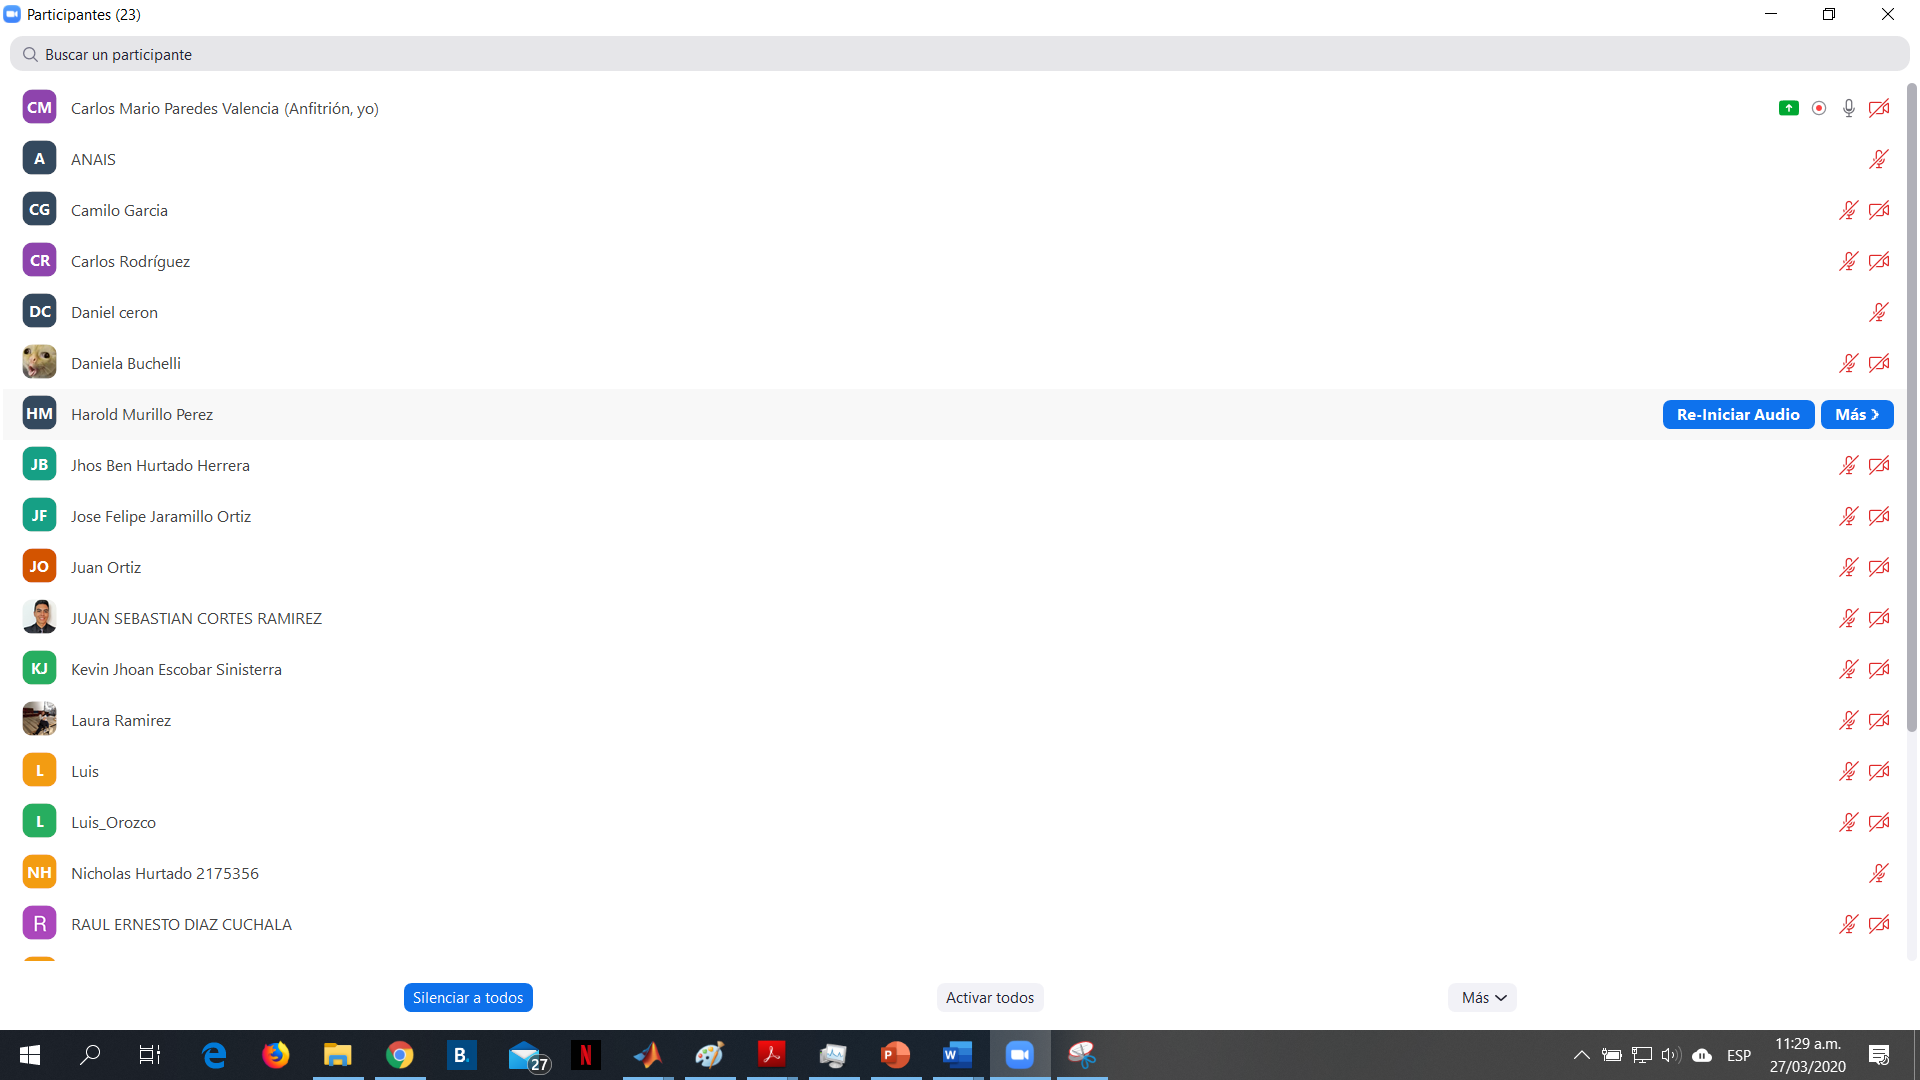 Participantes (23)
Buscar un participante
CM Carlos Mario Paredes Valencia (Anfitrión, yo)
A ANAIS
CG Camilo Garcia
CR Carlos Rodríguez
DC Daniel ceron
Daniela Buchelli
HM Harold Murillo Perez Re-Iniciar Audio Más
JB Jhos Ben Hurtado Herrera
JF Jose Felipe Jaramillo Ortiz
JO Juan Ortiz
JUAN SEBASTIAN CORTES RAMIREZ
KJ Kevin Jhoan Escobar Sinisterra
Laura Ramirez
L Luis
L Luis_Orozco
NH Nicholas Hurtado 2175356
R RAUL ERNESTO DIAZ CUCHALA
Silenciar a todos Activar todos Más
B. 27 N P W ESP 11:29 a.m.
27/03/2020